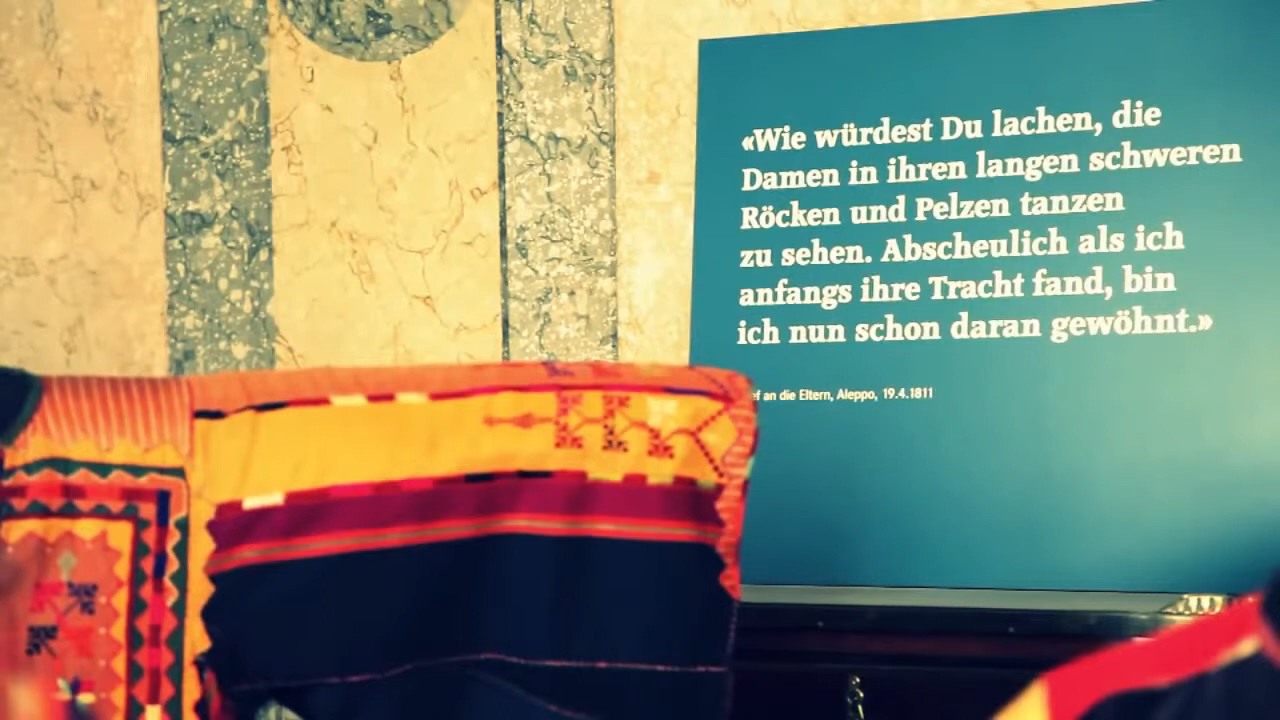 «Wie würdest Du lachen, die
Damen in ihren langen schweren
Röcken und Pelzen tanzen
zu sehen. Abscheulich als ich
anfangs ihre Tracht fand, bin
ich nun schon daran gewöhnt.»
an die Eltern, Aleppo, 19.4.1811